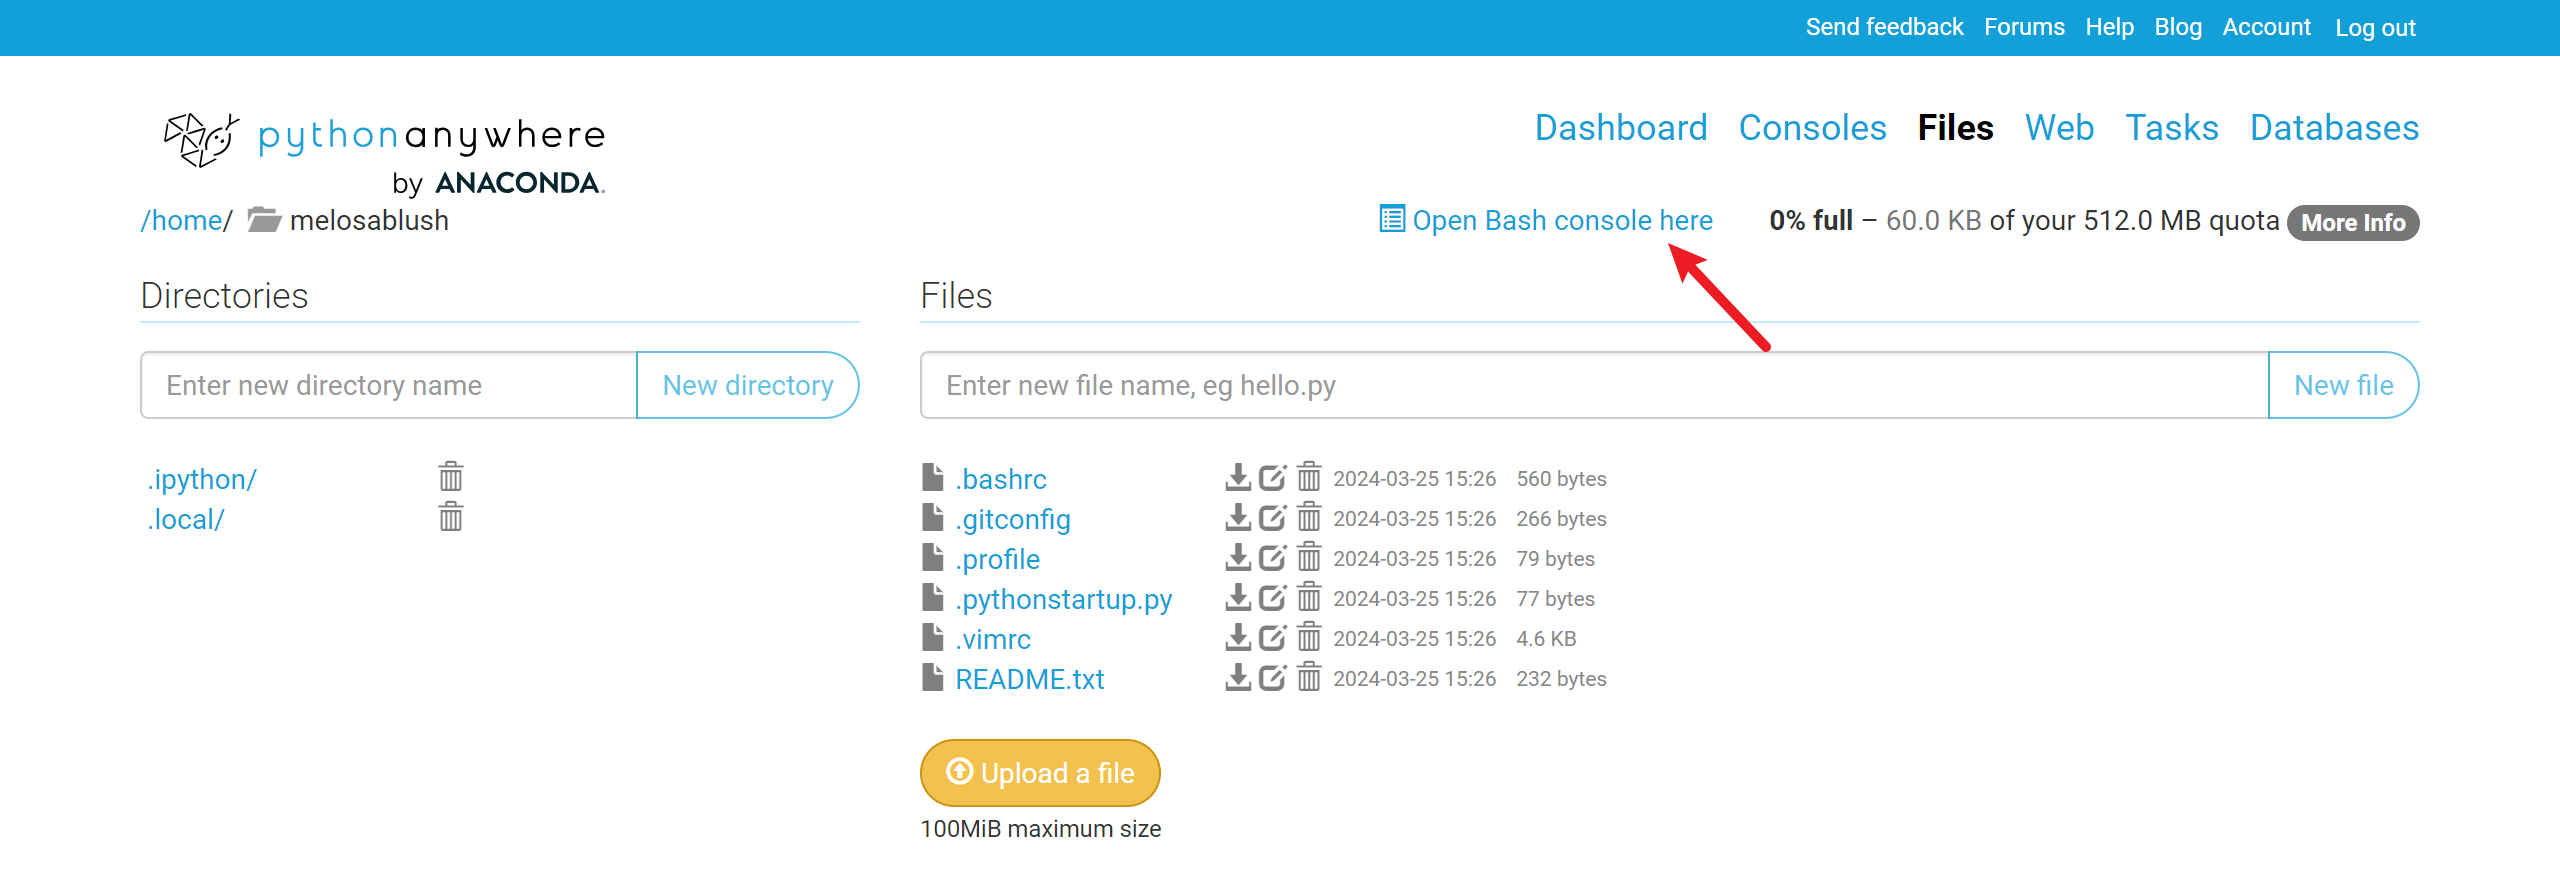 Send feedback Forums Help Blog Account Log out
pythonanywhere
by ANACONDA.
Dashboard Consoles Files Web Tasks Databases
/home/ melosablush
Open Bash console here 0% full – 60.0 KB of your 512.0 MB quota More Info
Directories
Files
Enter new directory name New directory
Enter new file name, eg hello.py New file
.ipython/
.local/
.bashrc 2024-03-25 15:26 560 bytes
.gitconfig 2024-03-25 15:26 266 bytes
.profile 2024-03-25 15:26 79 bytes
.pythonstartup.py 2024-03-25 15:26 77 bytes
.vimrc 2024-03-25 15:26 4.6 KB
README.txt 2024-03-25 15:26 232 bytes
Upload a file
100MiB maximum size